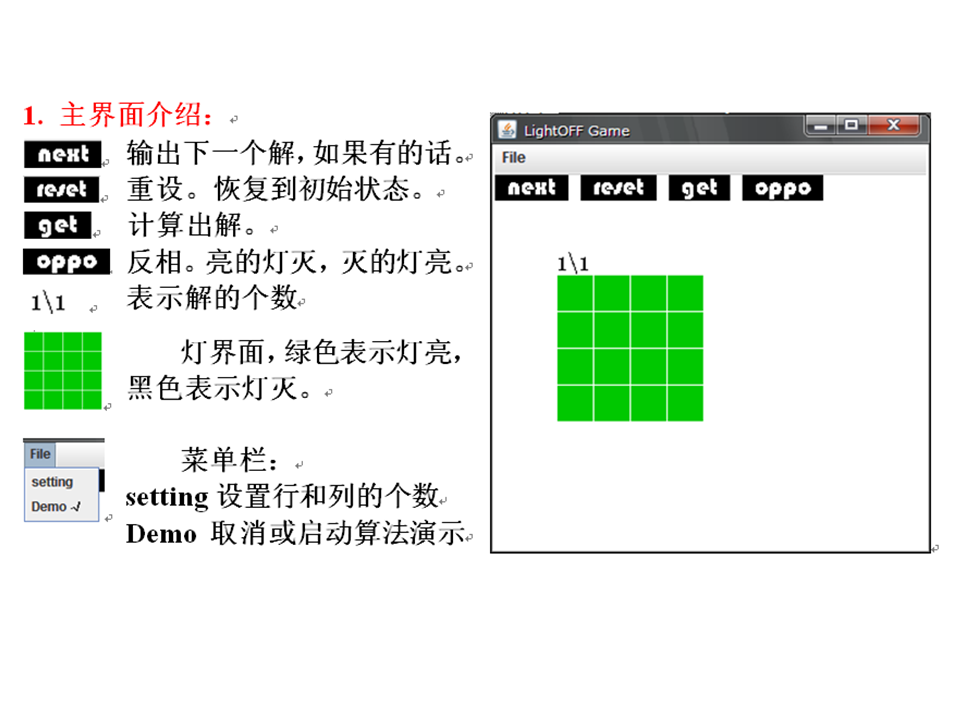 1. 主界面介绍：
next 输出下一个解，如果有的话。
reset 重设。恢复到初始状态。
get 计算出解。
oppo 反相。亮的灯灭，灭的灯亮。
1\1 表示解的个数
灯界面，绿色表示灯亮，
黑色表示灯灭。
File
setting
Demo √
菜单栏：
setting 设置行和列的个数
Demo 取消或启动算法演示
LightOFF Game
File
next reset get oppo
1\1